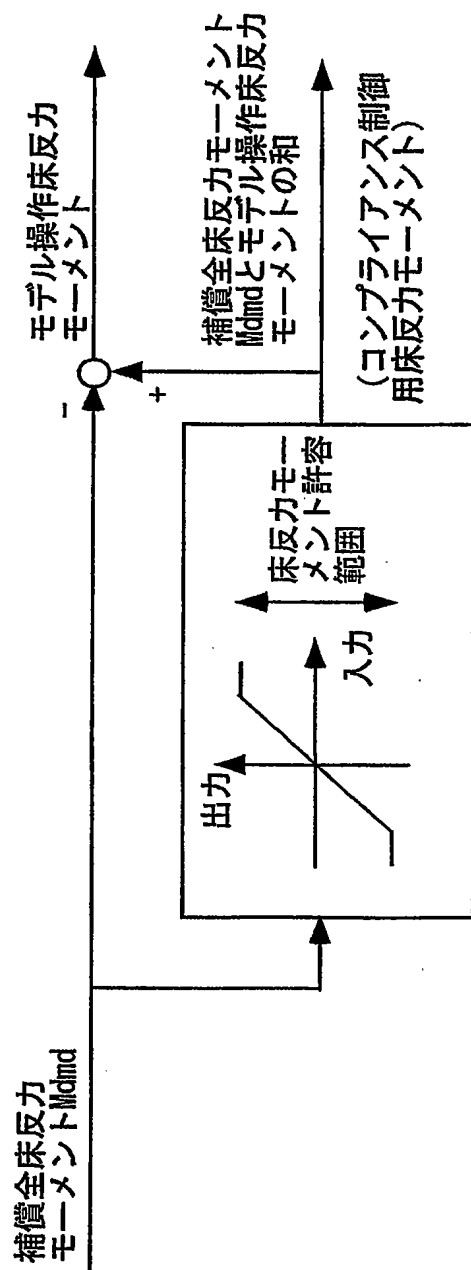 補償全床反力
モーメントMdmd
出力
入力
床反力モー
メント許容
範囲
−
+
モデル操作床反力
モーメント
補償全床反力モーメント
Mdmdとモデル操作床反力
モーメントの和
(コンプライアンス制御
用床反力モーメント)